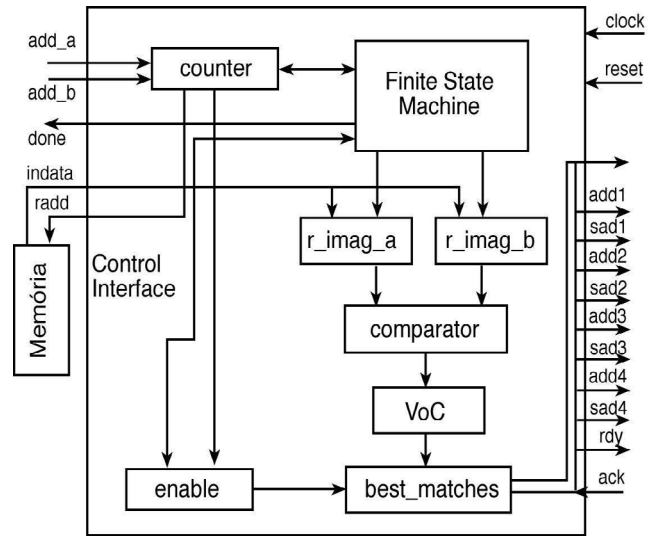 add_a
add_b
done
indata
radd
Memória
Control
Interface
counter
Finite State
Machine
r_imag_a
r_imag_b
comparator
VoC
enable
best_matches
clock
reset
add1
sad1
add2
sad2
add3
sad3
add4
sad4
rdy
ack